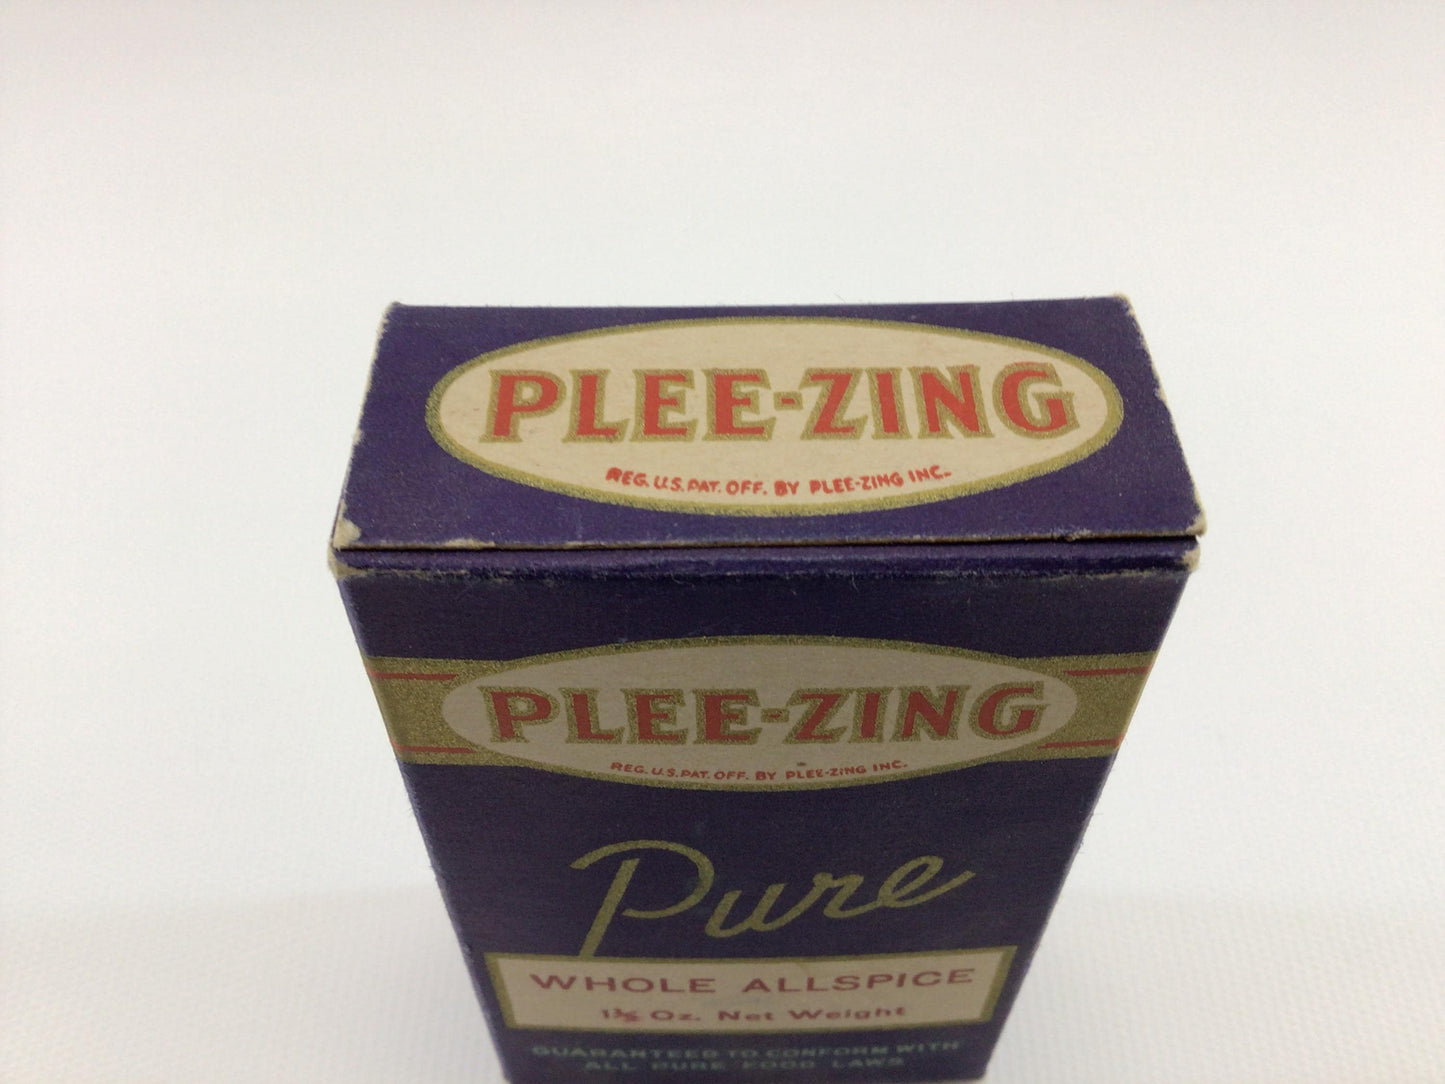 PLEE-ZING
REG. U.S. PAT. OFF. BY PLEE-ZING INC.
PLEE-ZING
REG. U.S. PAT. OFF. BY PLEE-ZING INC.
Pure
WHOLE ALLSPICE
Oz. Net Weight
GUARANTEED TO CONFORM WITH
ALL PURE FOOD LAWS